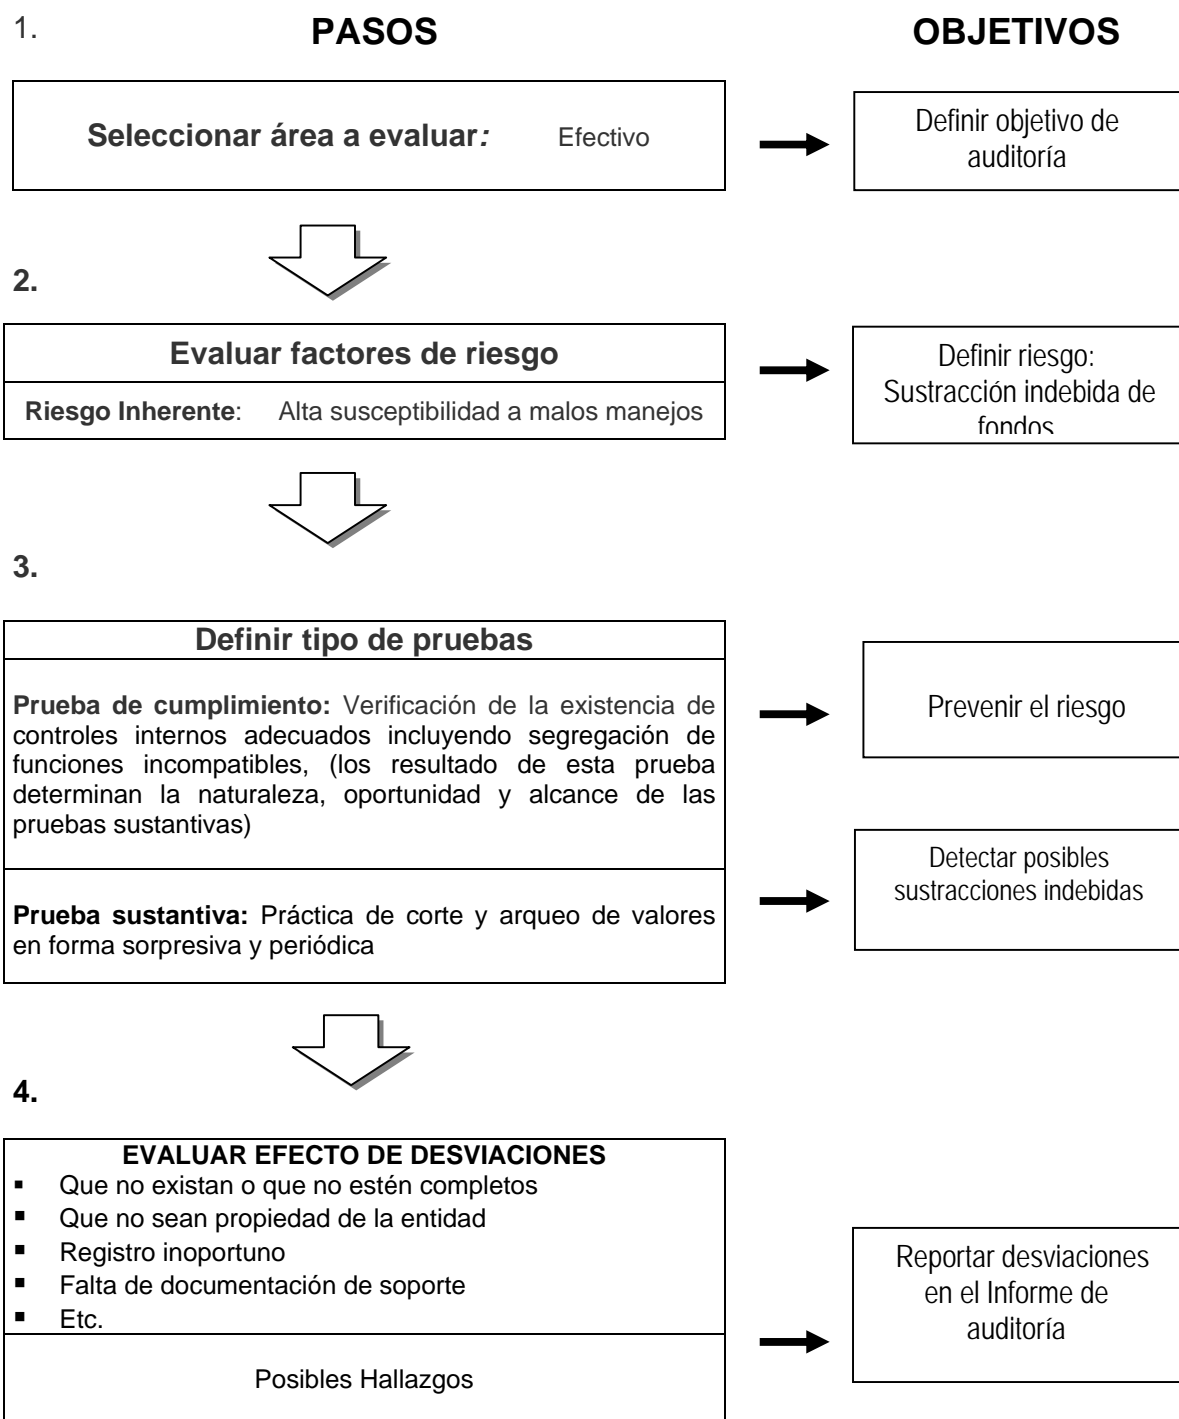 1.
PASOS
OBJETIVOS
Seleccionar área a evaluar: Efectivo
Definir objetivo de
auditoría
2.
Evaluar factores de riesgo
Riesgo Inherente: Alta susceptibilidad a malos manejos
Definir riesgo:
Sustracción indebida de
fondos
3.
Definir tipo de pruebas
Prueba de cumplimiento: Verificación de la existencia de
controles internos adecuados incluyendo segregación de
funciones incompatibles, (los resultado de esta prueba
determinan la naturaleza, oportunidad y alcance de las
pruebas sustantivas)
Prevenir el riesgo
Prueba sustantiva: Práctica de corte y arqueo de valores
en forma sorpresiva y periódica
Detectar posibles
sustracciones indebidas
4.
EVALUAR EFECTO DE DESVIACIONES
▪ Que no existan o que no estén completos
▪ Que no sean propiedad de la entidad
▪ Registro inoportuno
▪ Falta de documentación de soporte
▪ Etc.
Posibles Hallazgos
Reportar desviaciones
en el Informe de
auditoría